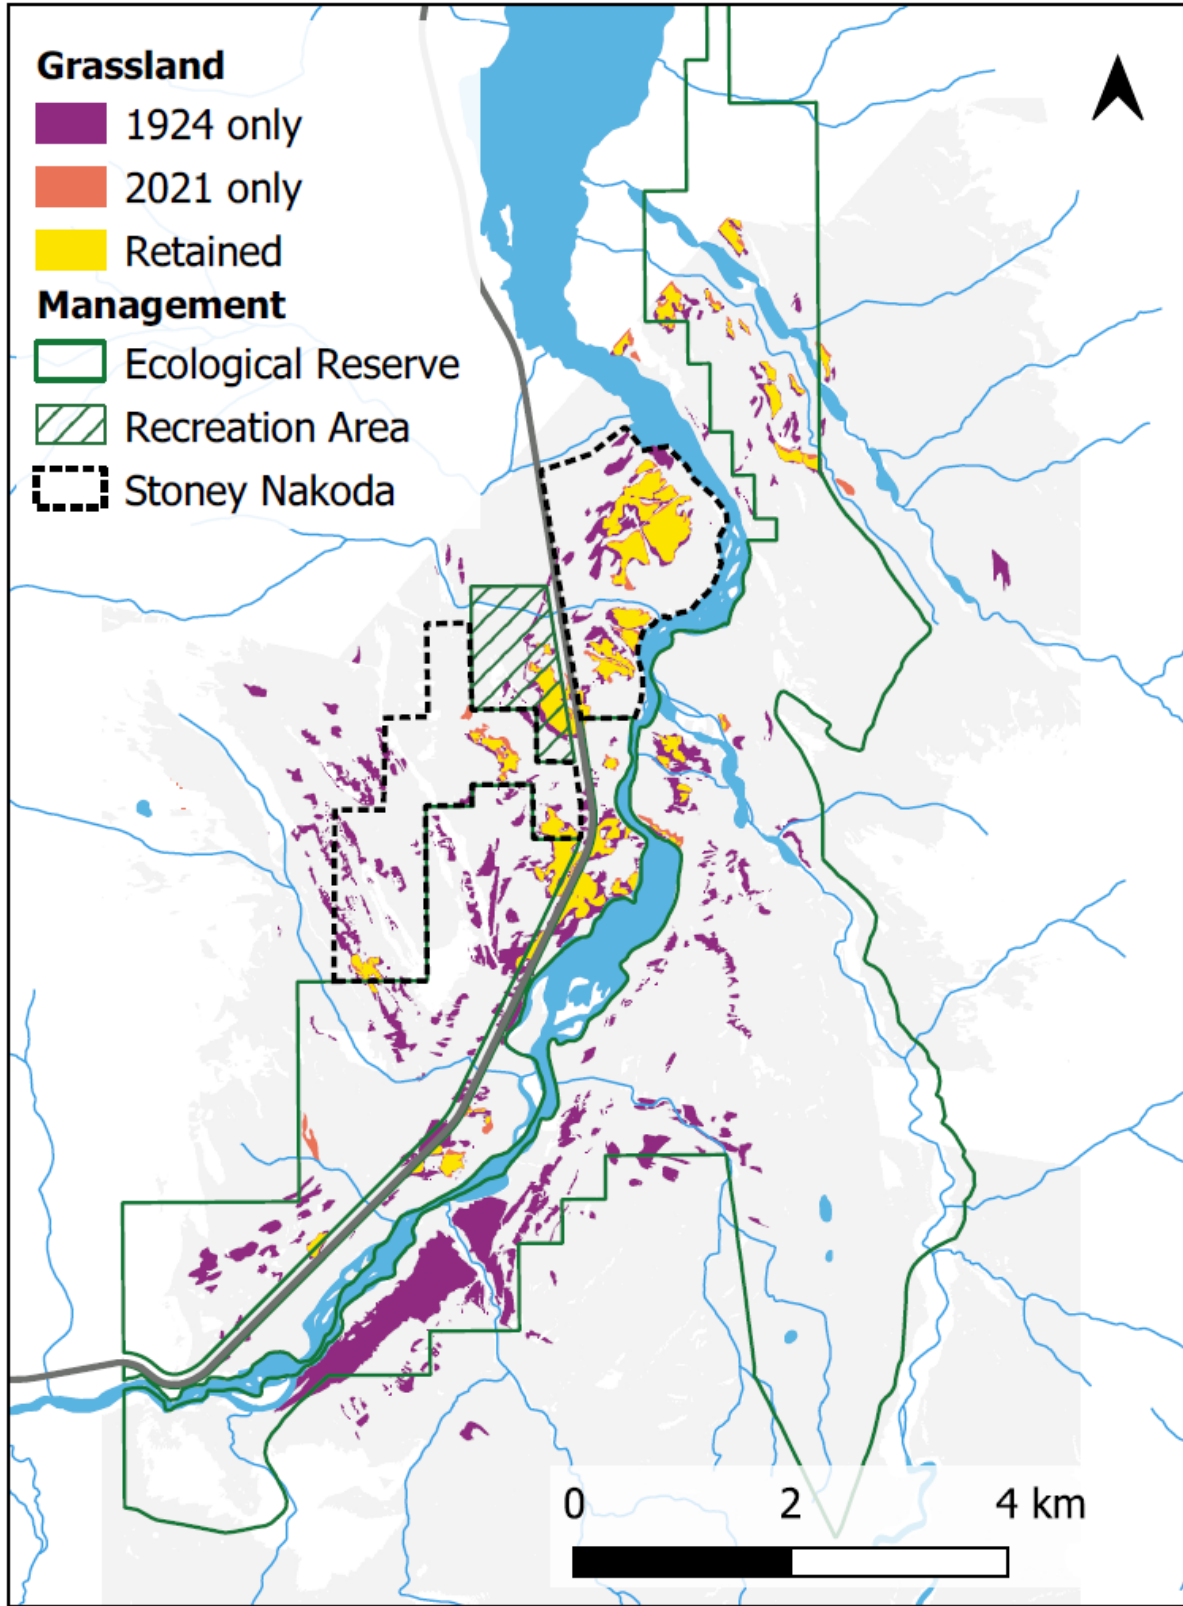 Grassland
1924 only
2021 only
Retained
Management
Ecological Reserve
Recreation Area
Stoney Nakoda
0 2 4 km